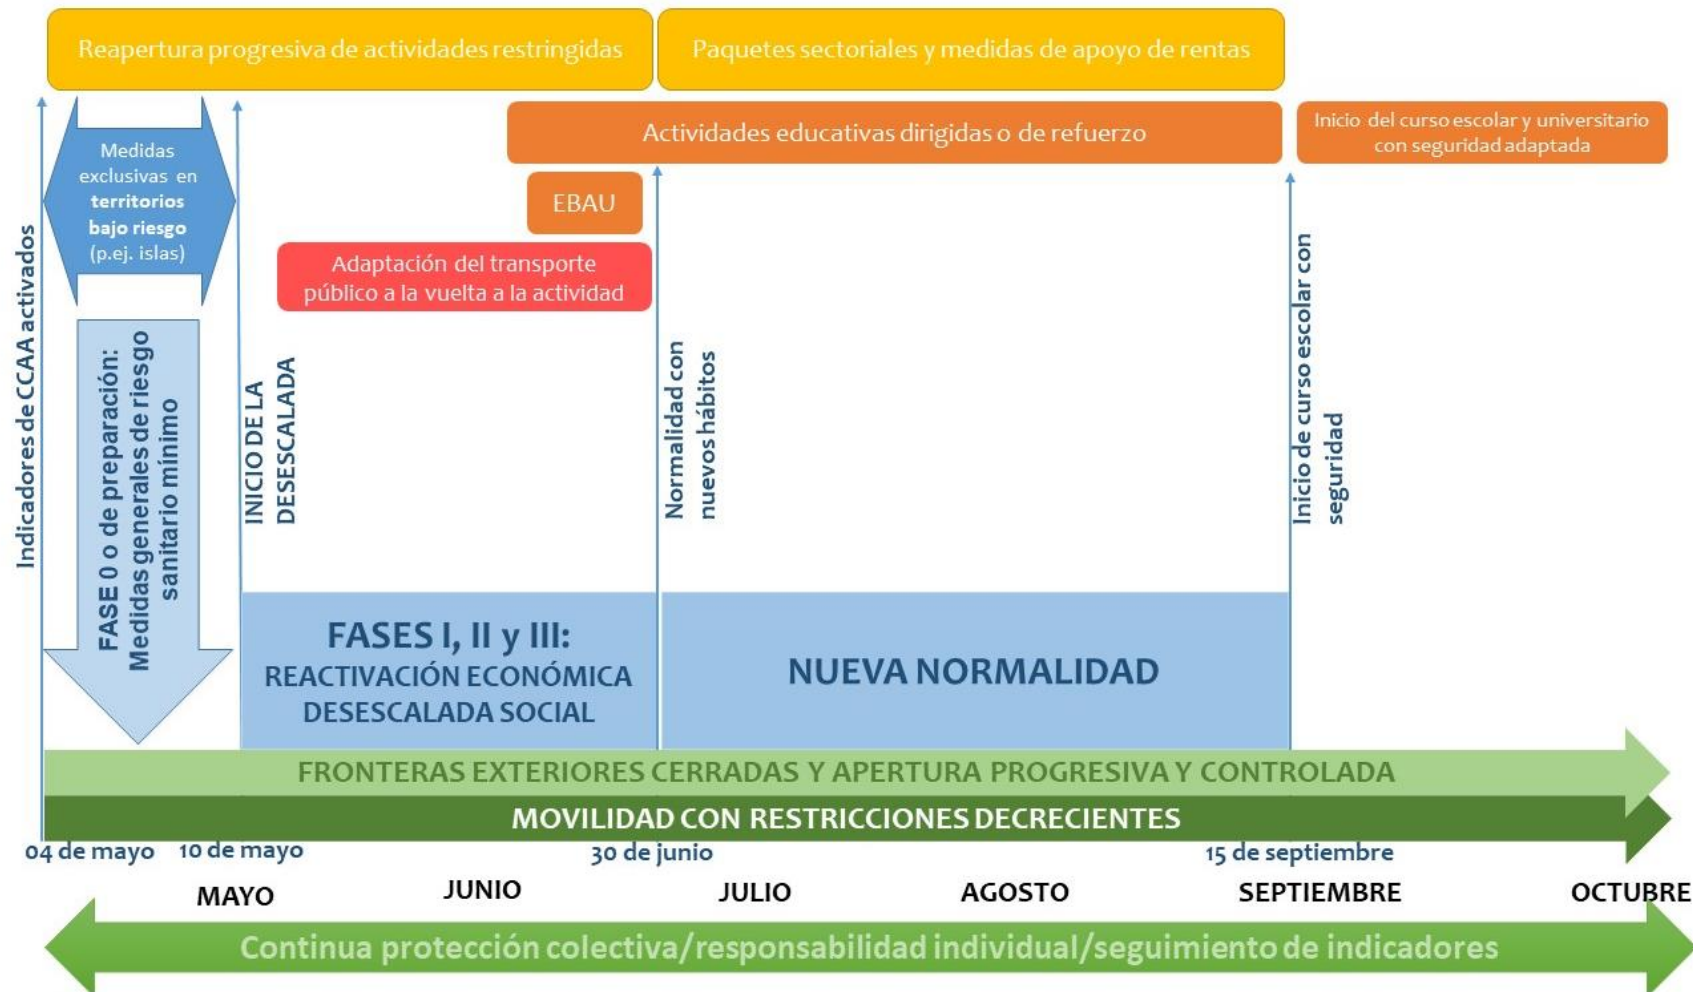 Reapertura progresiva de actividades restringidas
Paquetes sectoriales y medidas de apoyo de rentas
Actividades educativas dirigidas o de refuerzo
Inicio del curso escolar y universitario
con seguridad adaptada
Medidas
exclusivas en
territorios
bajo riesgo
(p.ej. islas)
EBAU
Adaptación del transporte
público a la vuelta a la actividad
Indicadores de CCAA activados
FASE 0 o de preparación:
Medidas generales de riesgo
sanitario mínimo
INICIO DE LA
DESESCALADA
Normalidad con
nuevos hábitos
Inicio de curso escolar con
seguridad
FASES I, II y III:
REACTIVACIÓN ECONÓMICA
DESESCALADA SOCIAL
NUEVA NORMALIDAD
FRONTERAS EXTERIORES CERRADAS Y APERTURA PROGRESIVA Y CONTROLADA
MOVILIDAD CON RESTRICCIONES DECRECIENTES
04 de mayo
10 de mayo
30 de junio
15 de septiembre
MAYO
JUNIO
JULIO
AGOSTO
SEPTIEMBRE
OCTUBRE
Continua protección colectiva/responsabilidad individual/seguimiento de indicadores